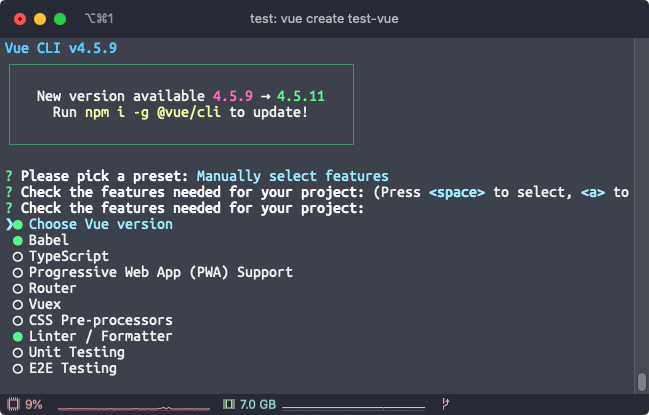 ⌥⌘1
test: vue create test-vue
Vue CLI v4.5.9
New version available 4.5.9 → 4.5.11
Run npm i -g @vue/cli to update!
? Please pick a preset: Manually select features
? Check the features needed for your project: (Press <space> to select, <a> to
? Check the features needed for your project:
❯◉ Choose Vue version
◉ Babel
◯ TypeScript
◯ Progressive Web App (PWA) Support
◯ Router
◯ Vuex
◯ CSS Pre-processors
◉ Linter / Formatter
◯ Unit Testing
◯ E2E Testing
9%
7.0 GB